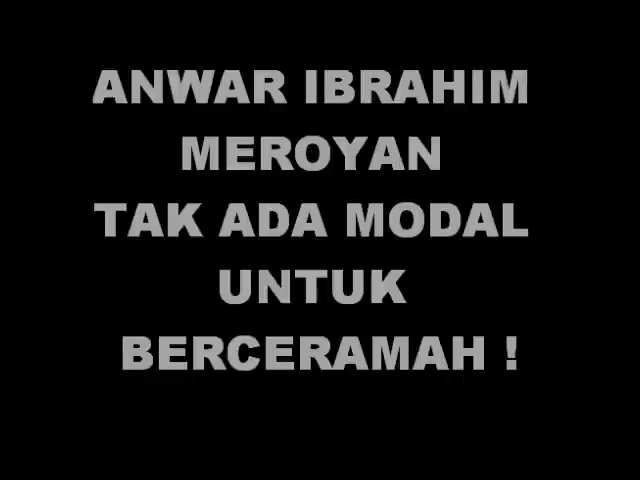 ANWAR IBRAHIM
MEROYAN
TAK ADA MODAL
UNTUK
BERCERAMAH !